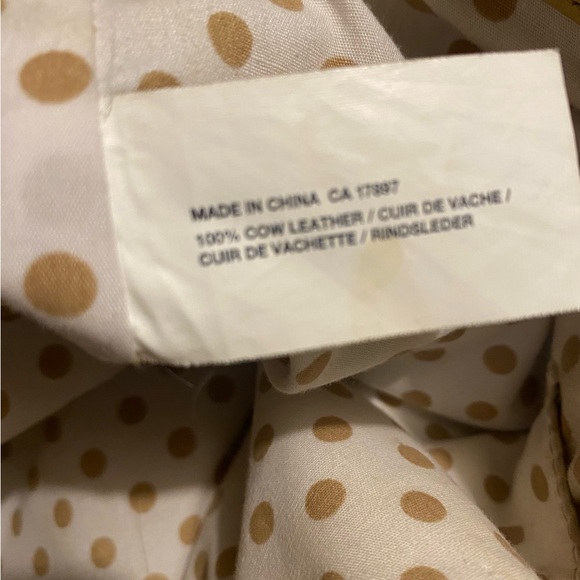 MADE IN CHINA CA 17897
100% COW LEATHER / CUIR DE VACHE /
CUIR DE VACHETTE / RINDSLEDER